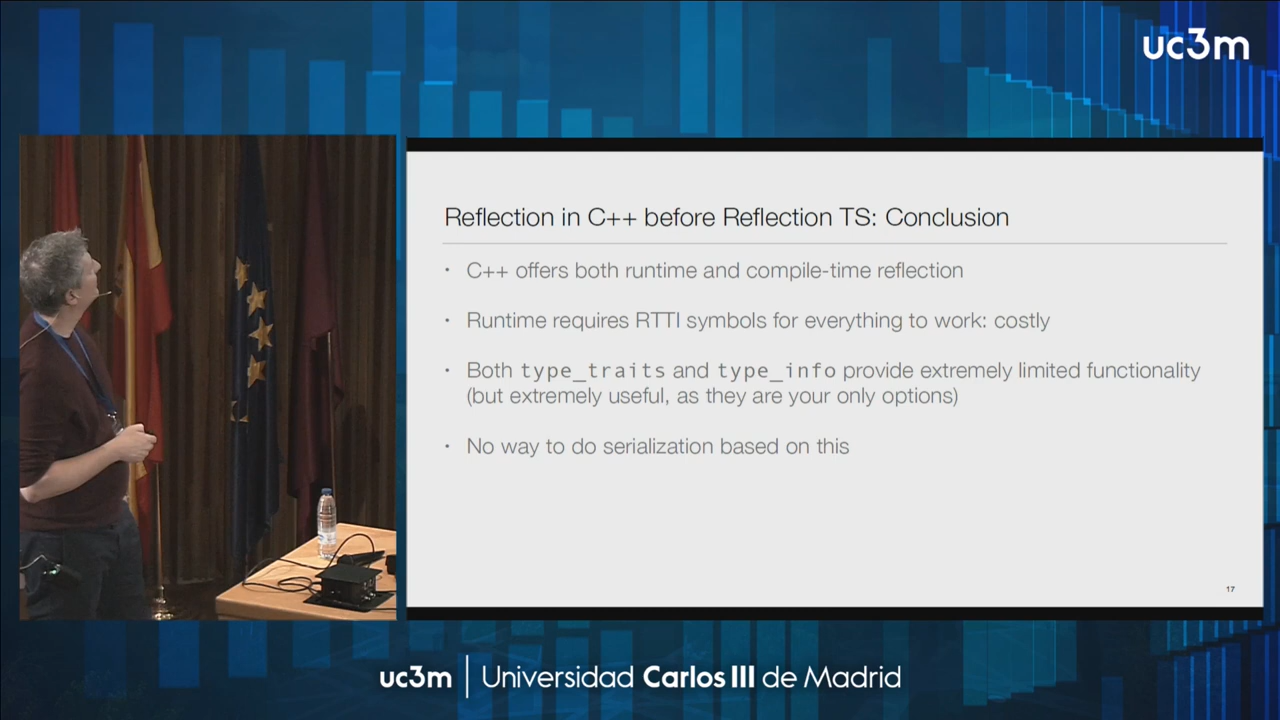 uc3m
Reflection in C++ before Reflection TS: Conclusion
• C++ offers both runtime and compile-time reflection
• Runtime requires RTTI symbols for everything to work: costly
• Both type_traits and type_info provide extremely limited functionality
(but extremely useful, as they are your only options)
• No way to do serialization based on this
17
uc3m | Universidad Carlos III de Madrid